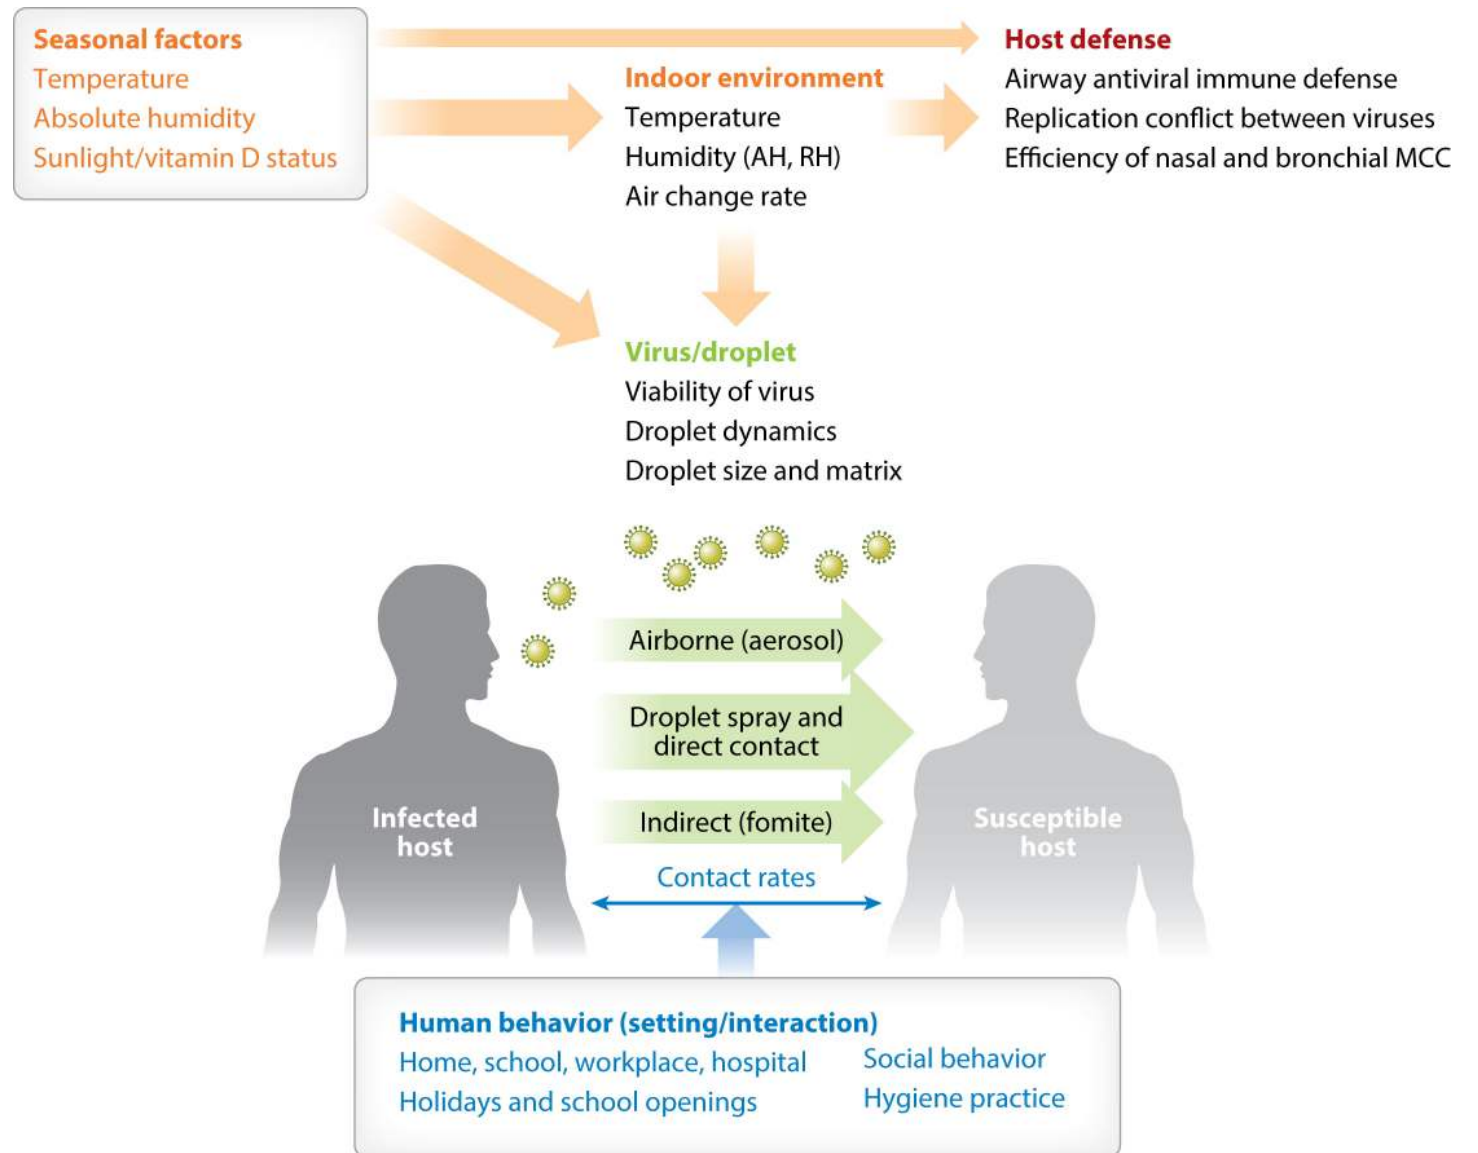 Seasonal factors
Temperature
Absolute humidity
Sunlight/vitamin D status
Indoor environment
Temperature
Humidity (AH, RH)
Air change rate
Host defense
Airway antiviral immune defense
Replication conflict between viruses
Efficiency of nasal and bronchial MCC
Virus/droplet
Viability of virus
Droplet dynamics
Droplet size and matrix
Airborne (aerosol)
Droplet spray and
direct contact
Indirect (fomite)
Infected
host
Susceptible
host
Contact rates
Human behavior (setting/interaction)
Home, school, workplace, hospital
Holidays and school openings
Social behavior
Hygiene practice